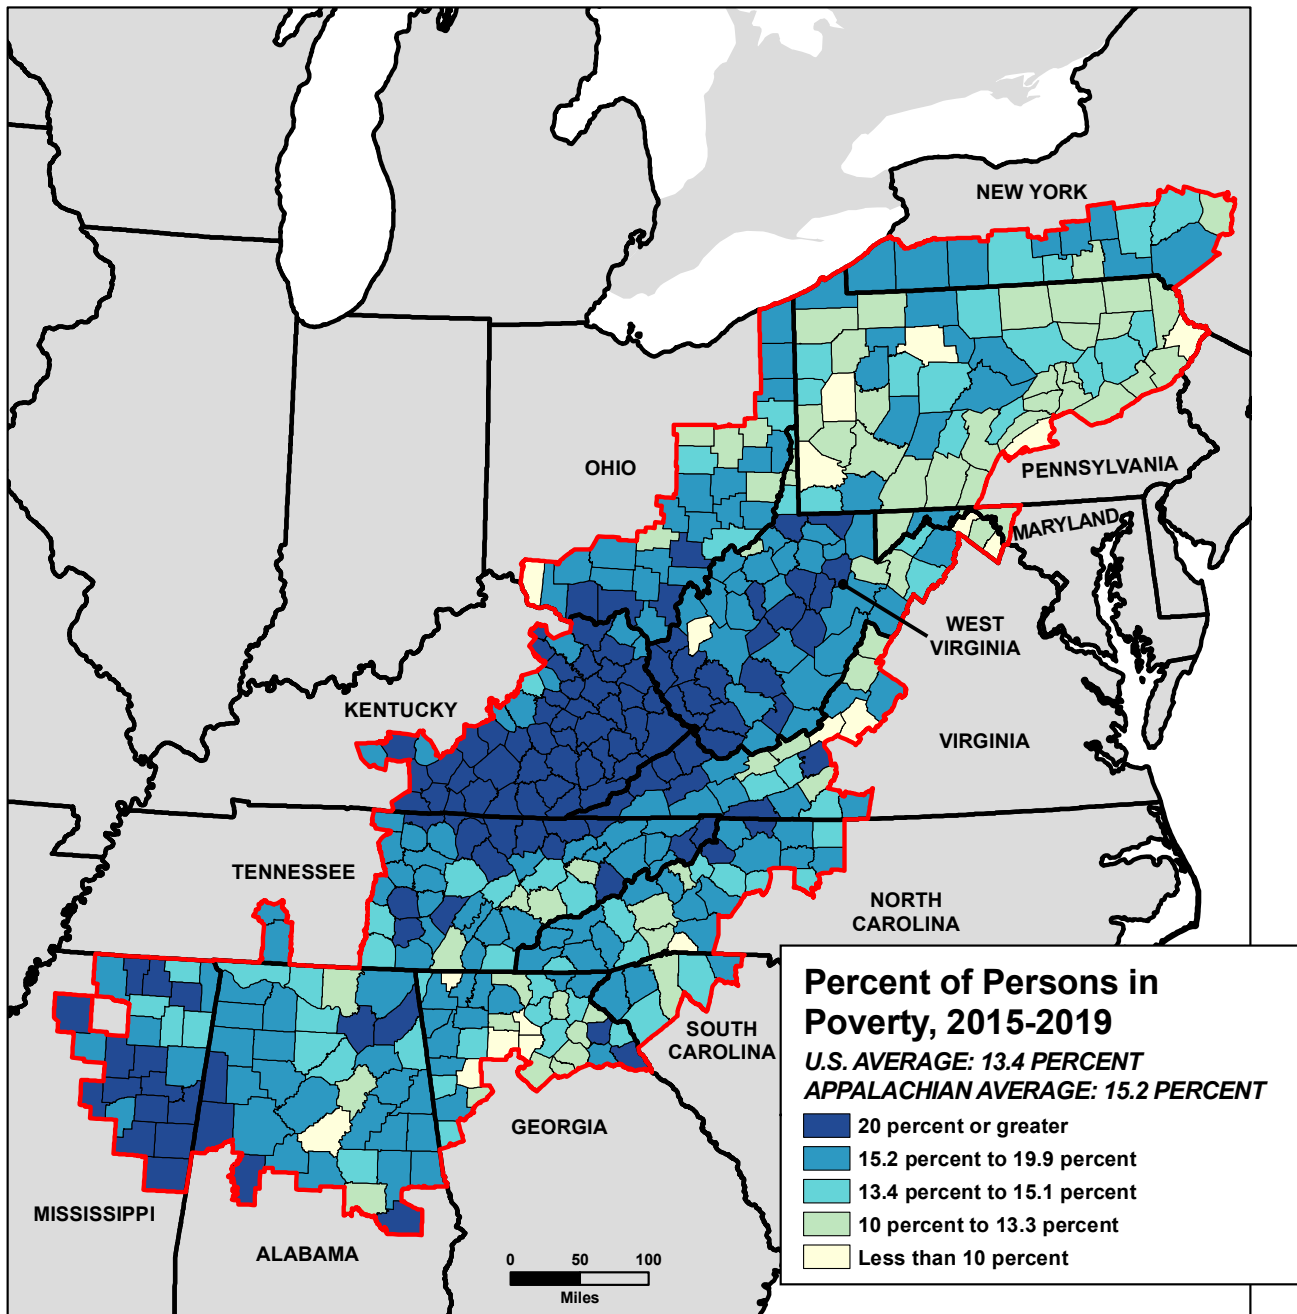 NEW YORK
OHIO
PENNSYLVANIA
MARYLAND
WEST
VIRGINIA
KENTUCKY
VIRGINIA
TENNESSEE
NORTH
CAROLINA
SOUTH
CAROLINA
GEORGIA
MISSISSIPPI
ALABAMA
Percent of Persons in
Poverty, 2015-2019
U.S. AVERAGE: 13.4 PERCENT
APPALACHIAN AVERAGE: 15.2 PERCENT
20 percent or greater
15.2 percent to 19.9 percent
13.4 percent to 15.1 percent
10 percent to 13.3 percent
Less than 10 percent
0 50 100
Miles